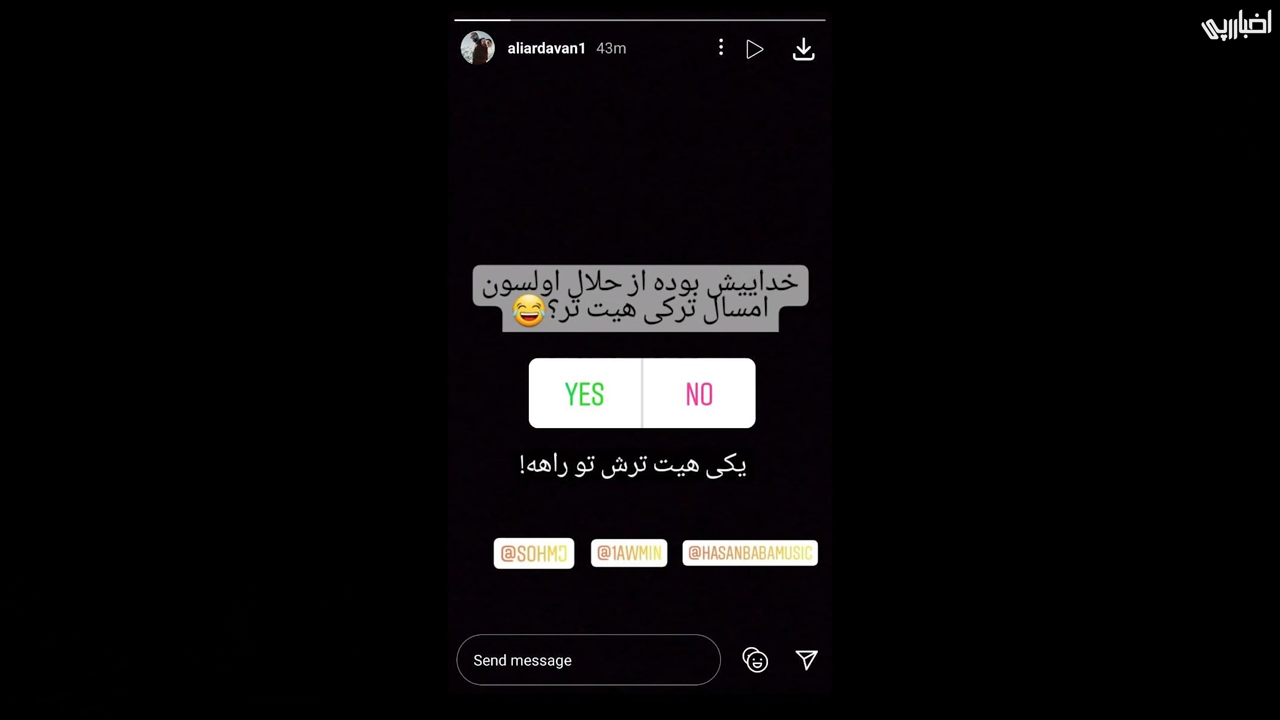 اخبارپی
aliardavan1 43m
خداییش بوده از حلال اولسون
امسال ترکی هیت تر؟😂
YES NO
یکی هیت ترش تو راهه!
@SOHMJ @1AWMIN @HASANBABAMUSIC
Send message